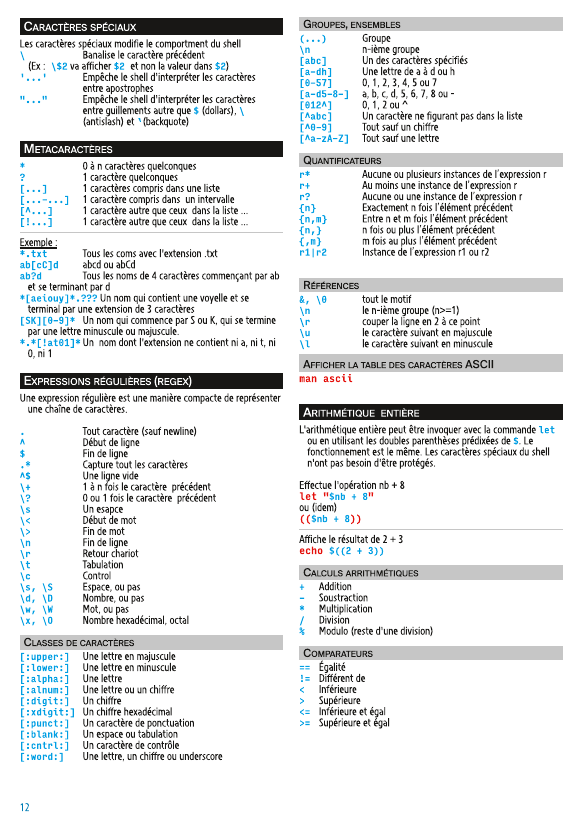 CARACTÈRES SPÉCIAUX
Les caractères spéciaux modifie le comportment du shell
\ Banalise le caractère précédent
(Ex : \$2 va afficher $2 et non la valeur dans $2)
'...' Empêche le shell d'interpréter les caractères
entre apostrophes
"..." Empêche le shell d'interpréter les caractères
entre guillements autre que $ (dollars), \
(antislash) et `(backquote)
METACARACTÈRES
* 0 à n caractères quelconques
? 1 caractère quelconques
[...] 1 caractères compris dans une liste
[...-...] 1 caractère compris dans un intervalle
[^...] 1 caractère autre que ceux dans la liste ...
[!...] 1 caractère autre que ceux dans la liste ...
Exemple :
*.txt Tous les coms avec l'extension .txt
ab[cC]d abcd ou abCd
ab?d Tous les noms de 4 caractères commençant par ab
et se terminant par d
*[aeiouy]*.??? Un nom qui contient une voyelle et se
terminal par une extension de 3 caractères
[SK][0-9]* Un nom qui commence par S ou K, qui se termine
par une lettre minuscule ou majuscule.
*.*[!at01]* Un nom dont l'extension ne contient ni a, ni t, ni
0, ni 1
EXPRESSIONS RÉGULIÈRES (REGEX)
Une expression régulière est une manière compacte de représenter
une chaîne de caractères.
. Tout caractère (sauf newline)
^ Début de ligne
$ Fin de ligne
.* Capture tout les caractères
^$ Une ligne vide
\+ 1 à n fois le caractère précédent
\? 0 ou 1 fois le caractère précédent
\s Un esapce
\< Début de mot
\> Fin de mot
\n Fin de ligne
\r Retour chariot
\t Tabulation
\c Control
\s, \S Espace, ou pas
\d, \D Nombre, ou pas
\w, \W Mot, ou pas
\x, \O Nombre hexadécimal, octal
CLASSES DE CARACTÈRES
[:upper:] Une lettre en majuscule
[:lower:] Une lettre en minuscule
[:alpha:] Une lettre
[:alnum:] Une lettre ou un chiffre
[:digit:] Un chiffre
[:xdigit:] Un chiffre hexadécimal
[:punct:] Un caractère de ponctuation
[:blank:] Un espace ou tabulation
[:cntrl:] Un caractère de contrôle
[:word:] Une lettre, un chiffre ou underscore
12
GROUPES, ENSEMBLES
(...) Groupe
\n n-ième groupe
[abc] Un des caractères spécifiés
[a-dh] Une lettre de a à d ou h
[0-57] 0, 1, 2, 3, 4, 5 ou 7
[a-d5-8-] a, b, c, d, 5, 6, 7, 8 ou -
[012^] 0, 1, 2 ou ^
[^abc] Un caractère ne figurant pas dans la liste
[^0-9] Tout sauf un chiffre
[^a-zA-Z] Tout sauf une lettre
QUANTIFICATEURS
r* Aucune ou plusieurs instances de l'expression r
r+ Au moins une instance de l'expression r
r? Aucune ou une instance de l'expression r
{n} Exactement n fois l'élément précédent
{n,m} Entre n et m fois l'élément précédent
{n,} n fois ou plus l'élément précédent
{,m} m fois au plus l'élément précédent
r1|r2 Instance de l'expression r1 ou r2
RÉFÉRENCES
&, \0 tout le motif
\n le n-ième groupe (n>=1)
\r couper la ligne en 2 à ce point
\u le caractère suivant en majuscule
\l le caractère suivant en minuscule
AFFICHER LA TABLE DES CARACTÈRES ASCII
man ascii
ARITHMÉTIQUE ENTIÈRE
L'arithmétique entière peut être invoquer avec la commande let
ou en utilisant les doubles parenthèses prédixées de $. Le
fonctionnement est le même. Les caractères spéciaux du shell
n'ont pas besoin d'être protégés.
Effectue l'opération nb + 8
let "$nb + 8"
ou (idem)
(($nb + 8))
Affiche le résultat de 2 + 3
echo $((2 + 3))
CALCULS ARRITHMÉTIQUES
+ Addition
- Soustraction
* Multiplication
/ Division
% Modulo (reste d'une division)
COMPARATEURS
== Égalité
!= Différent de
< Inférieure
> Supérieure
<= Inférieure et égal
>= Supérieure et égal